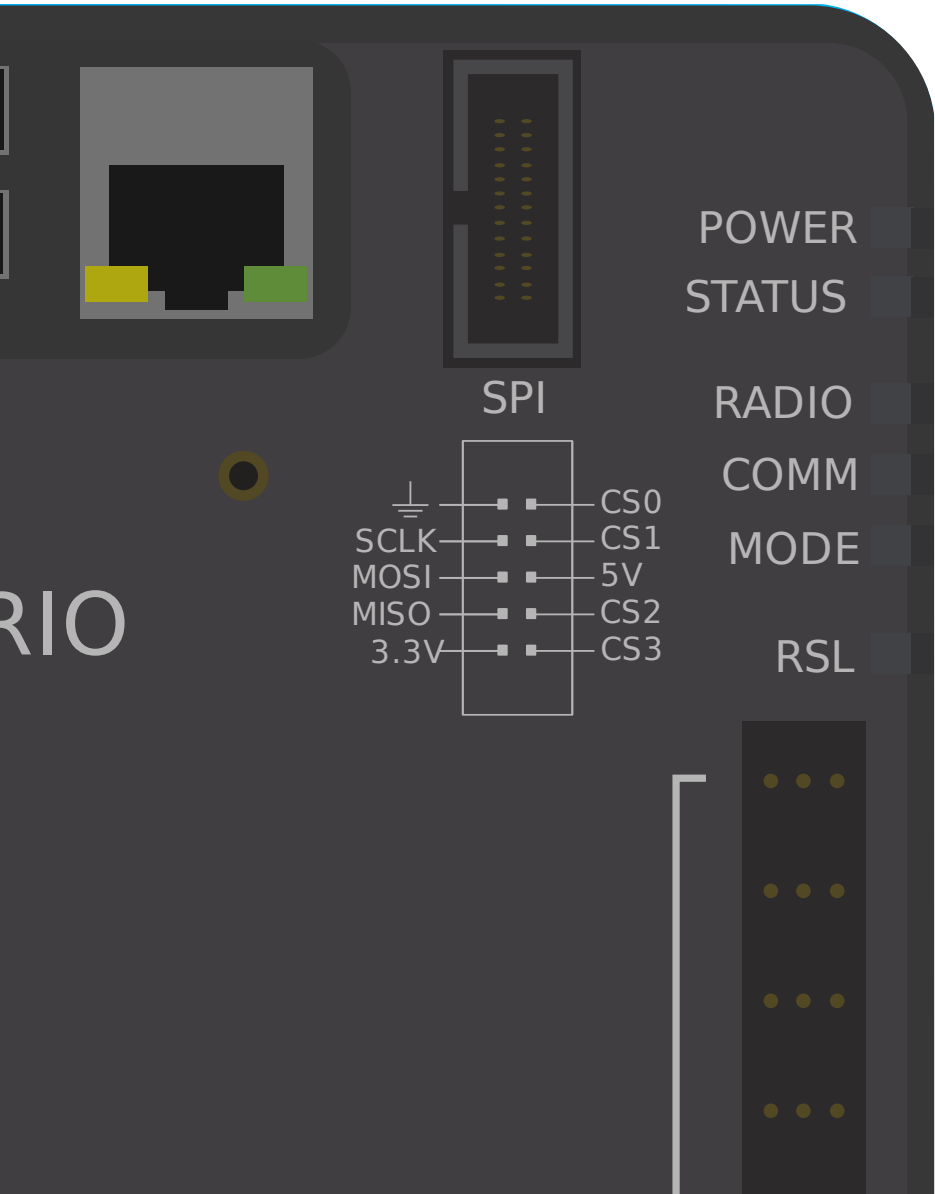 POWER
STATUS
SPI
RADIO
COMM
CS0
SCLK
CS1
MODE
MOSI
5V
MISO
CS2
RIO
3.3V
CS3
RSL